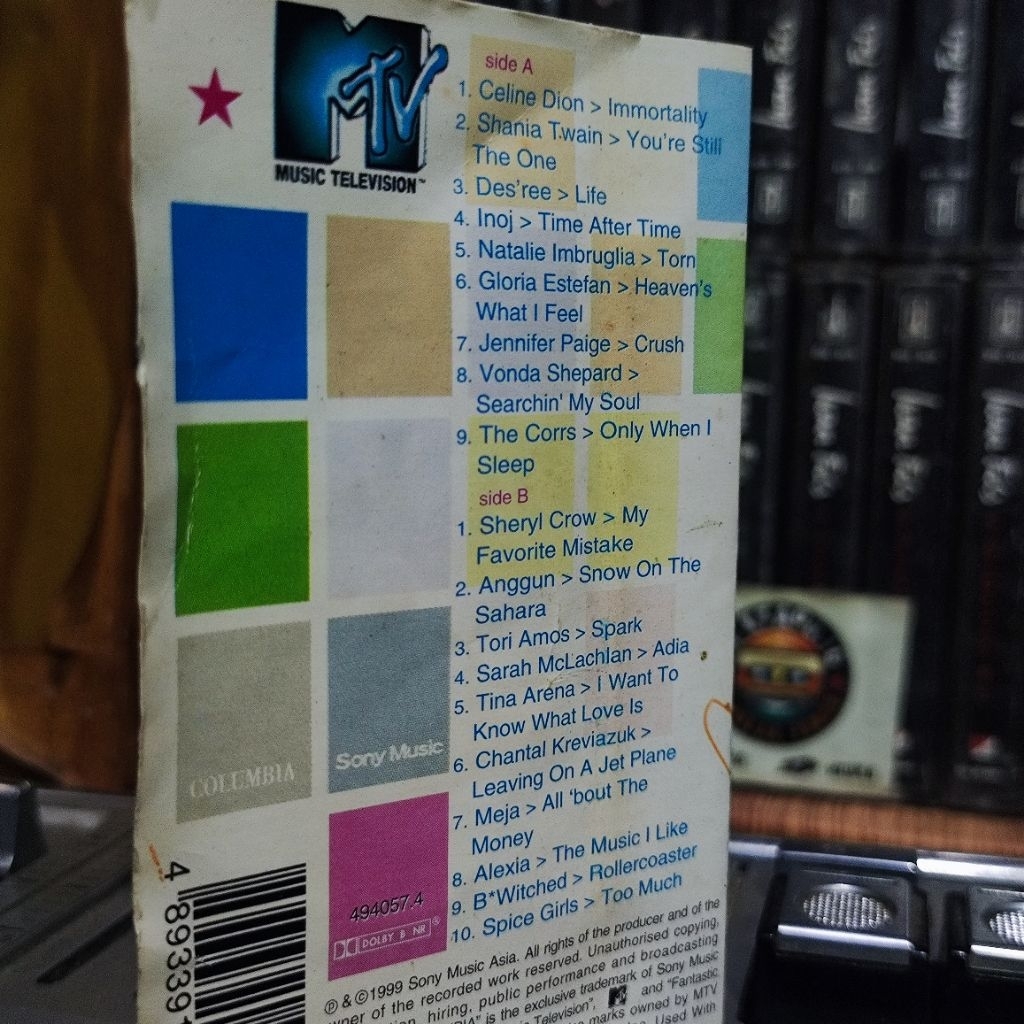 MTV
MUSIC TELEVISION™
side A
1. Celine Dion > Immortality
2. Shania Twain > You're Still
The One
3. Des'ree > Life
4. Inoj > Time After Time
5. Natalie Imbruglia > Torn
6. Gloria Estefan > Heaven's
What I Feel
7. Jennifer Paige > Crush
8. Vonda Shepard >
Searchin' My Soul
9. The Corrs > Only When I
Sleep
side B
1. Sheryl Crow > My
Favorite Mistake
2. Anggun > Snow On The
Sahara
3. Tori Amos > Spark
4. Sarah McLachlan > Adia
5. Tina Arena > I Want To
Know What Love Is
6. Chantal Kreviazuk >
Leaving On A Jet Plane
7. Meja > All 'bout The
Money
8. Alexia > The Music I Like
9. B*Witched > Rollercoaster
10. Spice Girls > Too Much
COLUMBIA
Sony Music
494057.4
DOLBY B NR®
4 89339
℗ & ©1999 Sony Music Asia. All rights of the producer and of the
owner of the recorded work reserved. Unauthorised copying,
hiring, public performance and broadcasting
is the exclusive trademark of Sony Music
Television", MTV and "Fantastic
marks owned by MTV
Used With